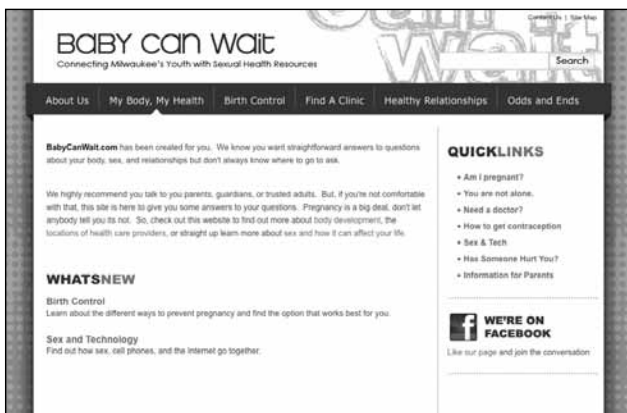 Contact Us | Site Map
BABY can wait
Connecting Milwaukee's Youth with Sexual Health Resources
can
wait
Search
About Us
My Body, My Health
Birth Control
Find A Clinic
Healthy Relationships
Odds and Ends
BabyCanWait.com has been created for you. We know you want straightforward answers to questions
about your body, sex, and relationships but don't always know where to go to ask.
We highly recommend you talk to you parents, guardians, or trusted adults. But, if you're not comfortable
with that, this site is here to give you some answers to your questions. Pregnancy is a big deal, don't let
anybody tell you its not. So, check out this website to find out more about body development, the
locations of health care providers, or straight up learn more about sex and how it can affect your life.
WHATSNEW
Birth Control
Learn about the different ways to prevent pregnancy and find the option that works best for you.
Sex and Technology
Find out how sex, cell phones, and the Internet go together.
QUICKLINKS
• Am I pregnant?
• You are not alone.
• Need a doctor?
• How to get contraception
• Sex & Tech
• Has Someone Hurt You?
• Information for Parents
f
WE'RE ON
FACEBOOK
Like our page and join the conversation